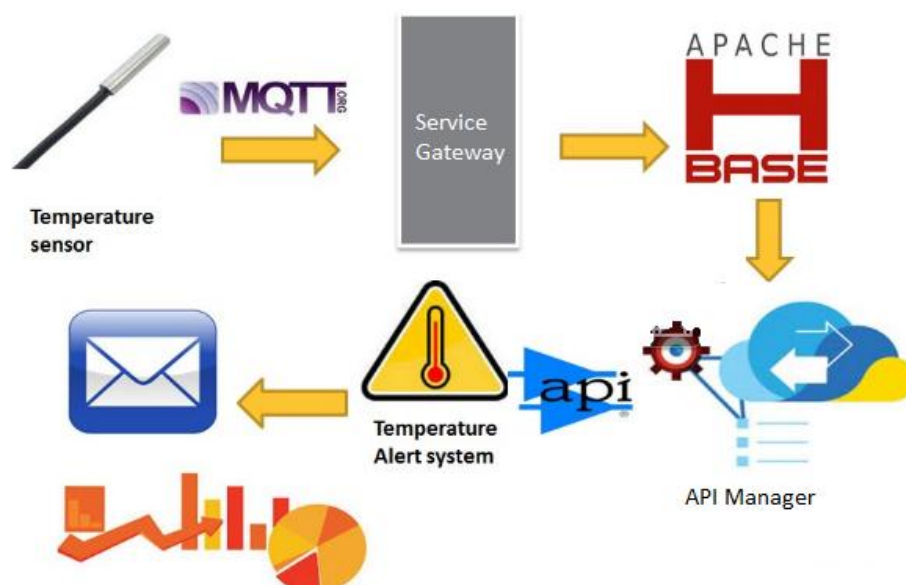 APACHE
MQTT.ORG
H
Service
Gateway
BASE
Temperature
sensor
api
Temperature
Alert system
API Manager